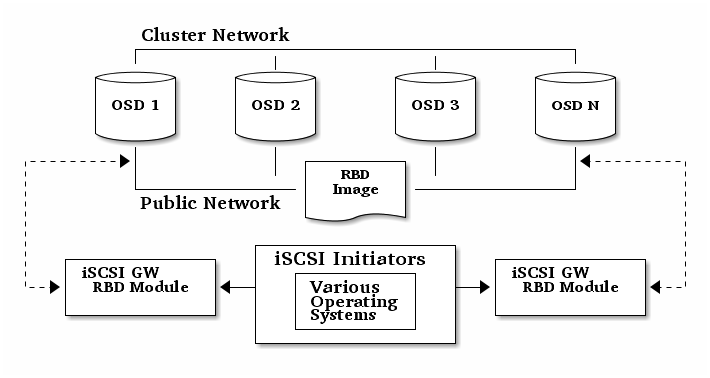 Cluster Network
OSD 1
OSD 2
OSD 3
OSD N
RBD
Image
Public Network
iSCSI GW
RBD Module
iSCSI Initiators
Various
Operating
Systems
iSCSI GW
RBD Module